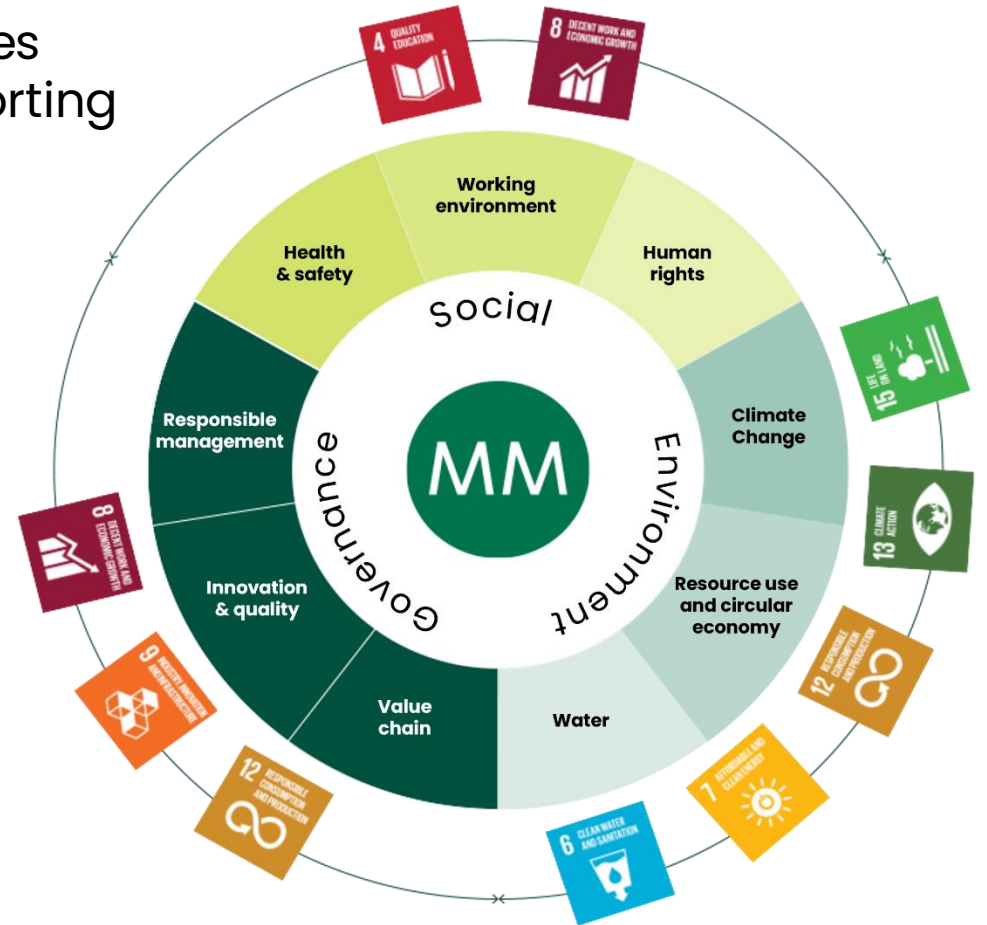 es
orting
4 QUALITY
EDUCATION
8 DECENT WORK AND
ECONOMIC GROWTH
Working
environment
Health
& safety
Human
rights
Social
15 LIFE
ON LAND
Responsible
management
Climate
Change
MM
Governance
Environment
13 CLIMATE
ACTION
8 DECENT WORK AND
ECONOMIC GROWTH
Innovation
& quality
Resource use
and circular
economy
12 RESPONSIBLE
CONSUMPTION
AND PRODUCTION
9 INDUSTRY, INNOVATION
AND INFRASTRUCTURE
Value
chain
Water
7 AFFORDABLE AND
CLEAN ENERGY
12 RESPONSIBLE
CONSUMPTION
AND PRODUCTION
6 CLEAN WATER
AND SANITATION